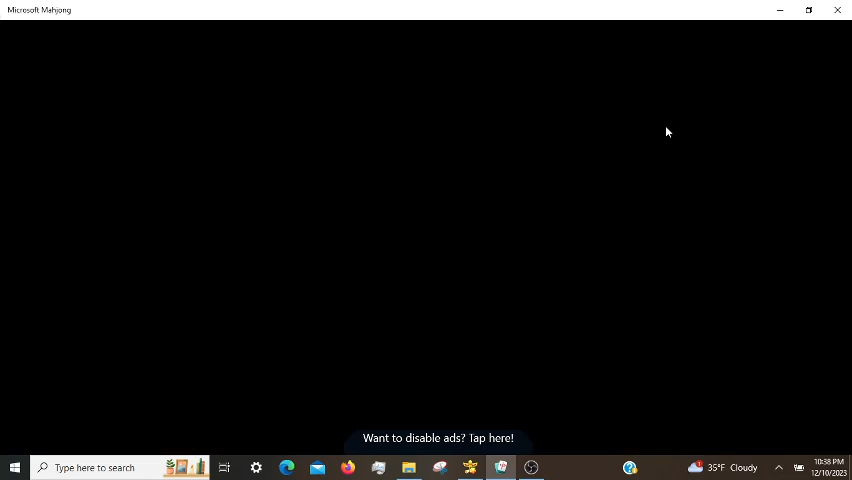 Microsoft Mahjong
Want to disable ads? Tap here!
Type here to search
35°F Cloudy
10:38 PM
12/10/2023